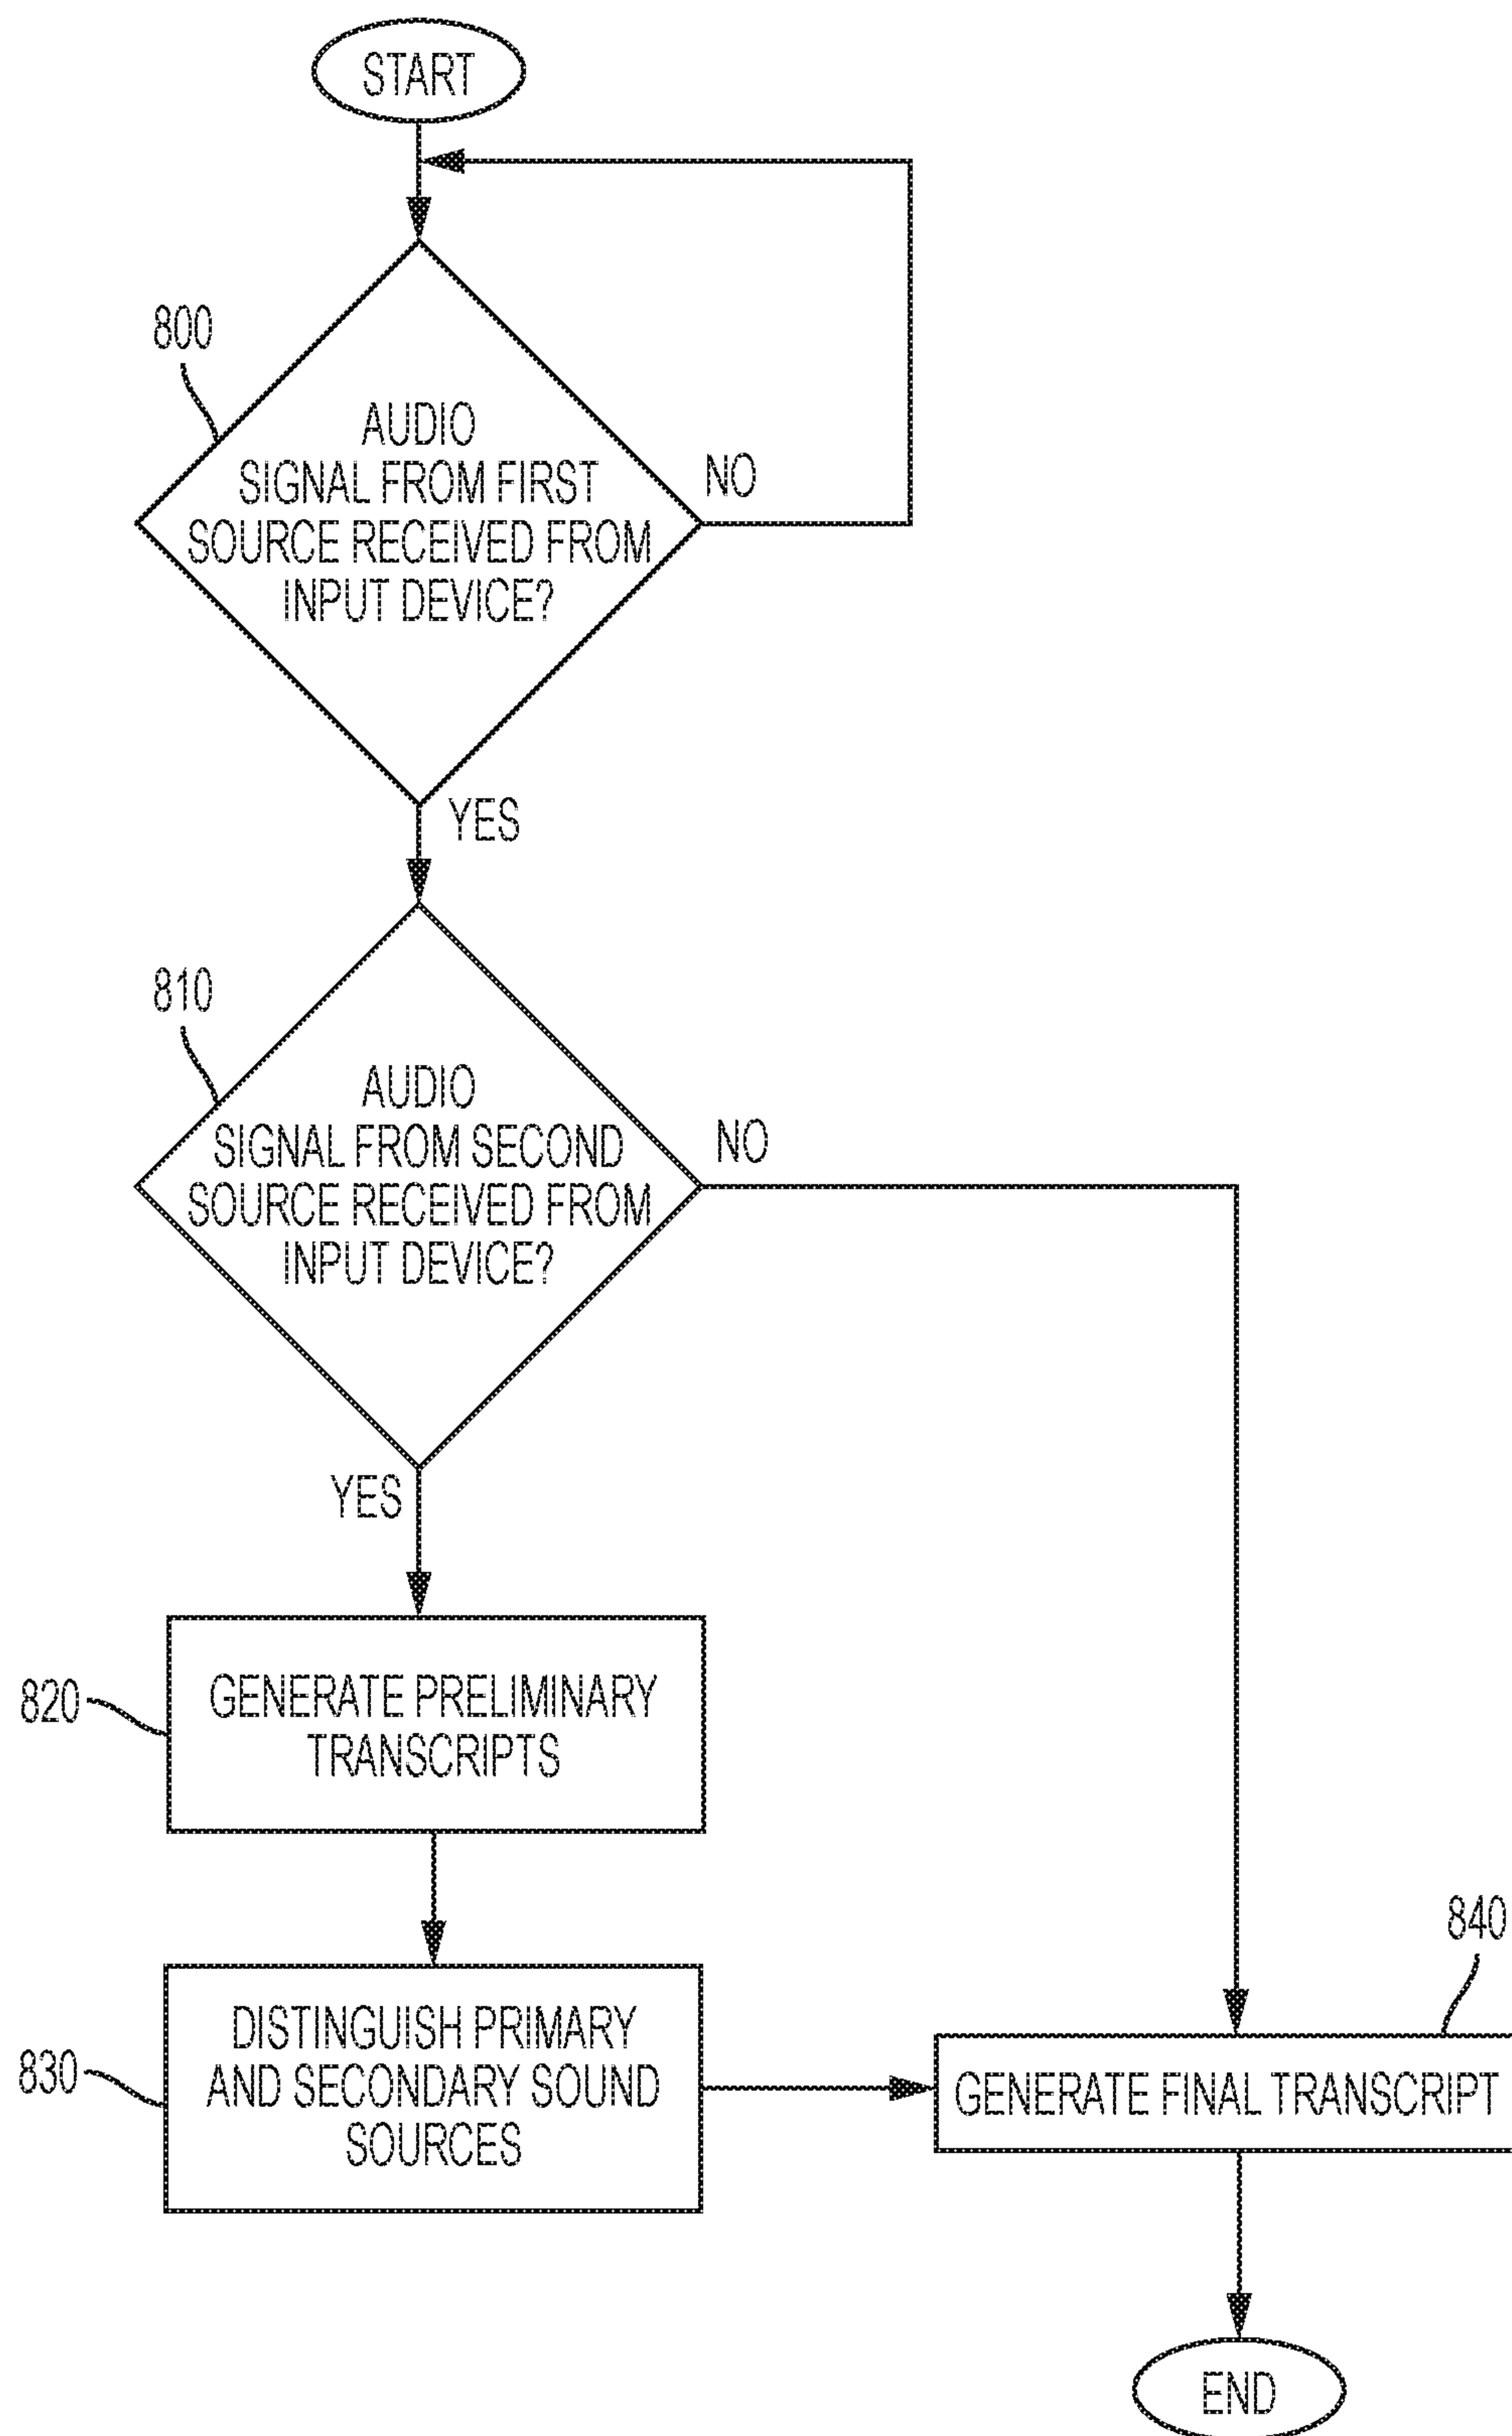 START
800
AUDIO
SIGNAL FROM FIRST
SOURCE RECEIVED FROM
INPUT DEVICE?
NO
YES
810
AUDIO
SIGNAL FROM SECOND
SOURCE RECEIVED FROM
INPUT DEVICE?
NO
YES
820
GENERATE PRELIMINARY
TRANSCRIPTS
830
DISTINGUISH PRIMARY
AND SECONDARY SOUND
SOURCES
840
GENERATE FINAL TRANSCRIPT
END